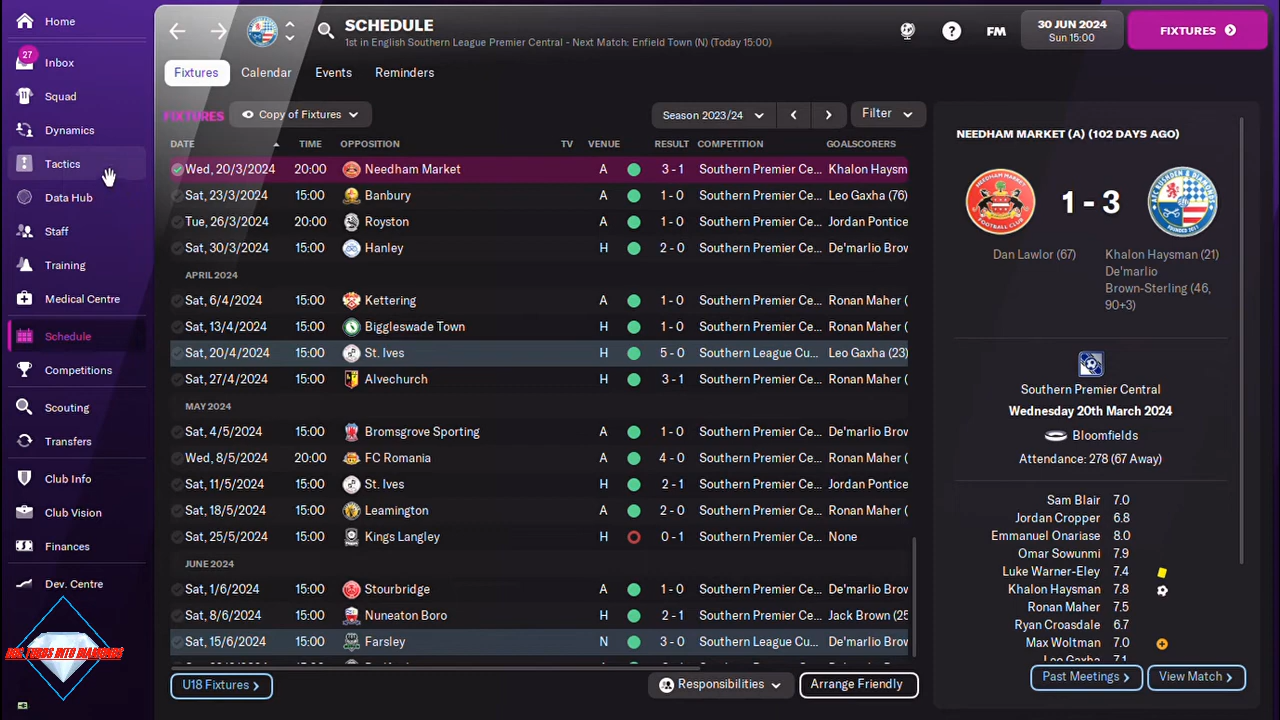 Home
27
Inbox
Squad
Dynamics
Tactics
Data Hub
Staff
Training
Medical Centre
Schedule
Competitions
Scouting
Transfers
Club Info
Club Vision
Finances
Dev. Centre
SCHEDULE
1st in English Southern League Premier Central - Next Match: Enfield Town (N) (Today 15:00)
? FM 30 JUN 2024
Sun 15:00
FIXTURES
Fixtures Calendar Events Reminders
FIXTURES Copy of Fixtures Season 2023/24 Filter
DATE TIME OPPOSITION TV VENUE RESULT COMPETITION GOALSCORERS
Wed, 20/3/2024 20:00 Needham Market A 3 - 1 Southern Premier Ce... Khalon Haysm
Sat, 23/3/2024 15:00 Banbury A 1 - 0 Southern Premier Ce... Leo Gaxha (76)
Tue, 26/3/2024 20:00 Royston A 1 - 0 Southern Premier Ce... Jordan Pontice
Sat, 30/3/2024 15:00 Hanley H 2 - 0 Southern Premier Ce... De'marlio Brow
APRIL 2024
Sat, 6/4/2024 15:00 Kettering A 1 - 0 Southern Premier Ce... Ronan Maher (
Sat, 13/4/2024 15:00 Biggleswade Town H 1 - 0 Southern Premier Ce... Ronan Maher (
Sat, 20/4/2024 15:00 St. Ives H 5 - 0 Southern League Cu... Leo Gaxha (23)
Sat, 27/4/2024 15:00 Alvechurch H 3 - 1 Southern Premier Ce... Ronan Maher (
MAY 2024
Sat, 4/5/2024 15:00 Bromsgrove Sporting A 1 - 0 Southern Premier Ce... De'marlio Brow
Wed, 8/5/2024 20:00 FC Romania A 4 - 0 Southern Premier Ce... Ronan Maher (
Sat, 11/5/2024 15:00 St. Ives H 2 - 1 Southern Premier Ce... Jordan Pontice
Sat, 18/5/2024 15:00 Leamington A 2 - 0 Southern Premier Ce... Ronan Maher (
Sat, 25/5/2024 15:00 Kings Langley H 0 - 1 Southern Premier Ce... None
JUNE 2024
Sat, 1/6/2024 15:00 Stourbridge A 1 - 0 Southern Premier Ce... De'marlio Brow
Sat, 8/6/2024 15:00 Nuneaton Boro H 2 - 1 Southern Premier Ce... Jack Brown (25
Sat, 15/6/2024 15:00 Farsley N 3 - 0 Southern League Cu... De'marlio Brow
U18 Fixtures Responsibilities Arrange Friendly
NEEDHAM MARKET (A) (102 DAYS AGO)
1 - 3
Dan Lawlor (67) Khalon Haysman (21)
De'marlio
Brown-Sterling (46,
90+3)
Southern Premier Central
Wednesday 20th March 2024
Bloomfields
Attendance: 278 (67 Away)
Sam Blair 7.0
Jordan Cropper 6.8
Emmanuel Onariase 8.0
Omar Sowunmi 7.9
Luke Warner-Eley 7.4
Khalon Haysman 7.8
Ronan Maher 7.5
Ryan Croasdale 6.7
Max Woltman 7.0
Leo Gaxha 7.1
Past Meetings View Match